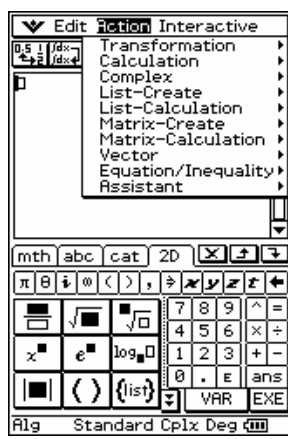 Edit Action Interactive
Transformation
Calculation
Complex
List-Create
List-Calculation
Matrix-Create
Matrix-Calculation
Vector
Equation/Inequality
Assistant
mth abc cat 2D
π θ i ∞ ( ) , ⇒ x y z t ←
7 8 9 ^ =
4 5 6 × ÷
x■ e■ log■□ 1 2 3 + -
|■| ( ) {list} 0 . E ans
VAR EXE
Alg Standard Cplx Deg